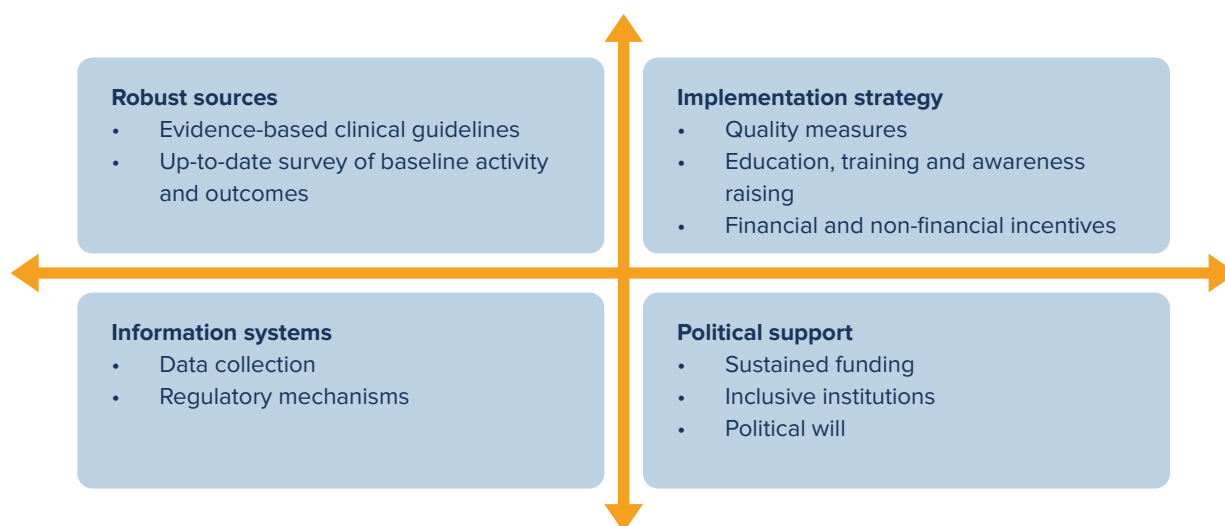 Robust sources
• Evidence-based clinical guidelines
• Up-to-date survey of baseline activity
and outcomes
Implementation strategy
• Quality measures
• Education, training and awareness
raising
• Financial and non-financial incentives
Information systems
• Data collection
• Regulatory mechanisms
Political support
• Sustained funding
• Inclusive institutions
• Political will